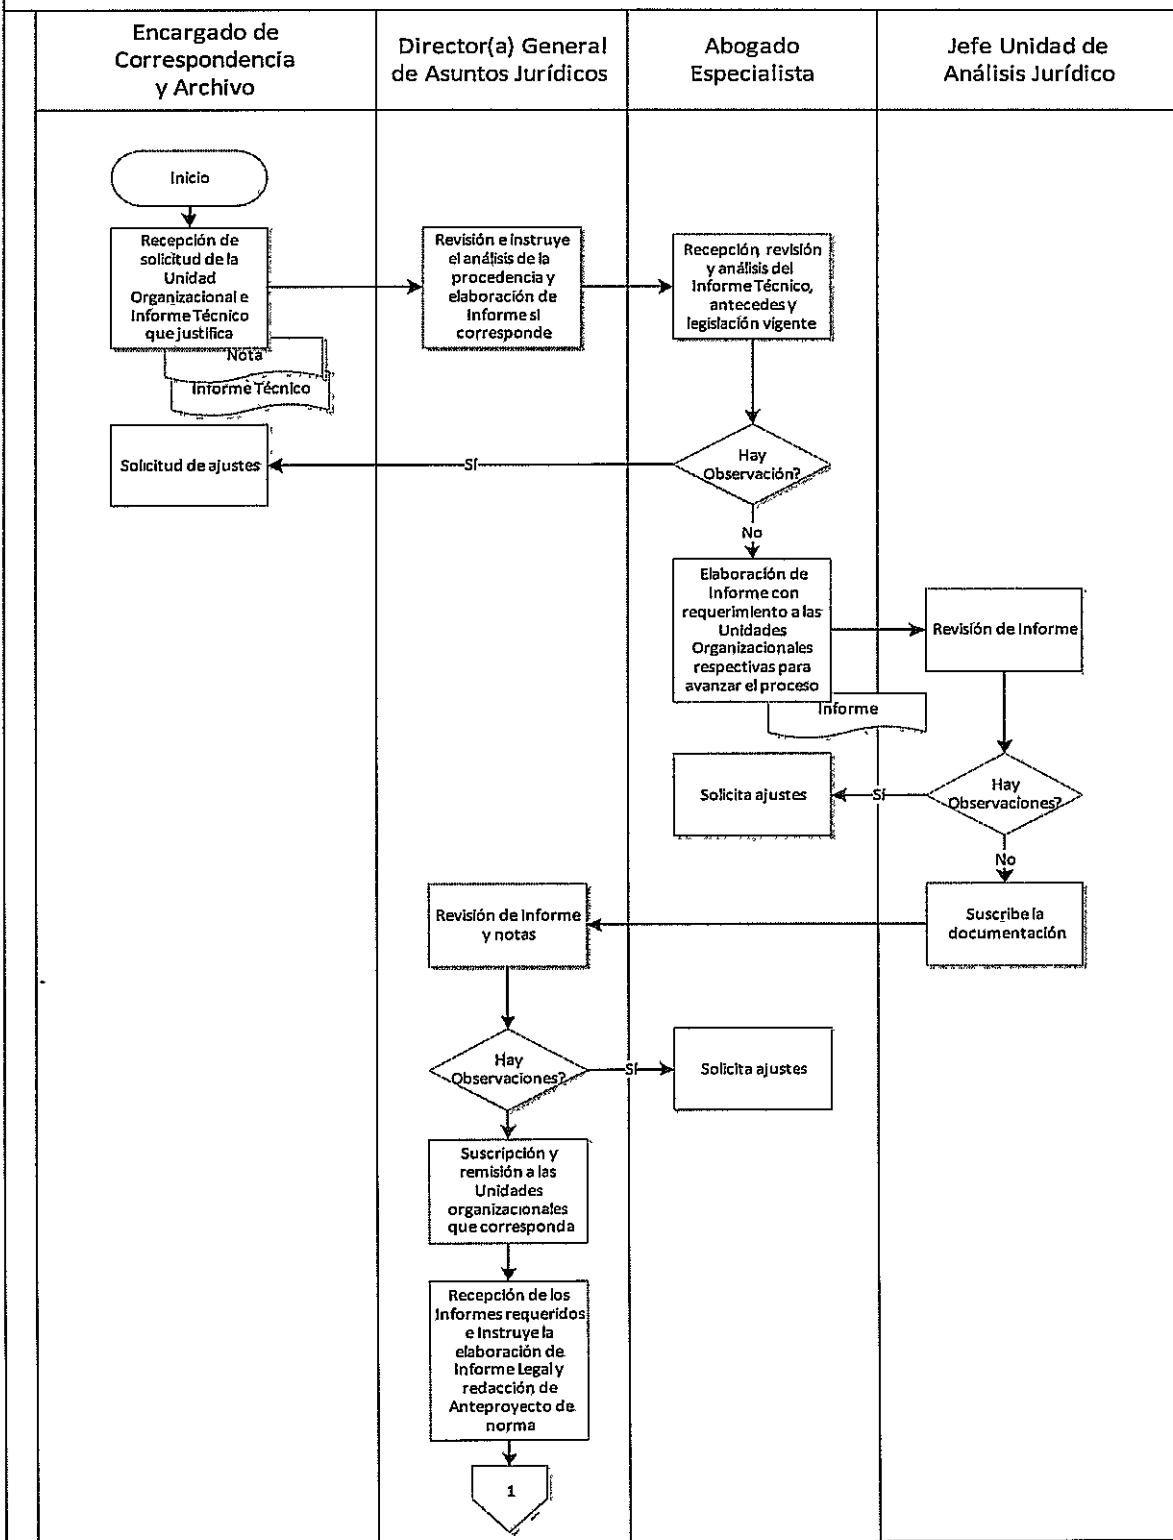 Encargado de
Correspondencia
y Archivo
Director(a) General
de Asuntos Jurídicos
Abogado
Especialista
Jefe Unidad de
Análisis Jurídico
Inicio
Recepción de
solicitud de la
Unidad
Organizacional e
Informe Técnico
que justifica
Nota
Informe Técnico
Revisión e instruye
el análisis de la
procedencia y
elaboración de
Informe si
corresponde
Recepción, revisión
y análisis del
Informe Técnico,
antecedes y
legislación vigente
Hay
Observación?
Sí
Solicitud de ajustes
No
Elaboración de
Informe con
requerimiento a las
Unidades
Organizacionales
respectivas para
avanzar el proceso
Informe
Revisión de Informe
Hay
Observaciones?
Sí
Solicita ajustes
No
Suscribe la
documentación
Revisión de Informe
y notas
Hay
Observaciones?
Sí
Solicita ajustes
Suscripción y
remisión a las
Unidades
organizacionales
que corresponda
Recepción de los
Informes requeridos
e Instruye la
elaboración de
Informe Legal y
redacción de
Anteproyecto de
norma
1